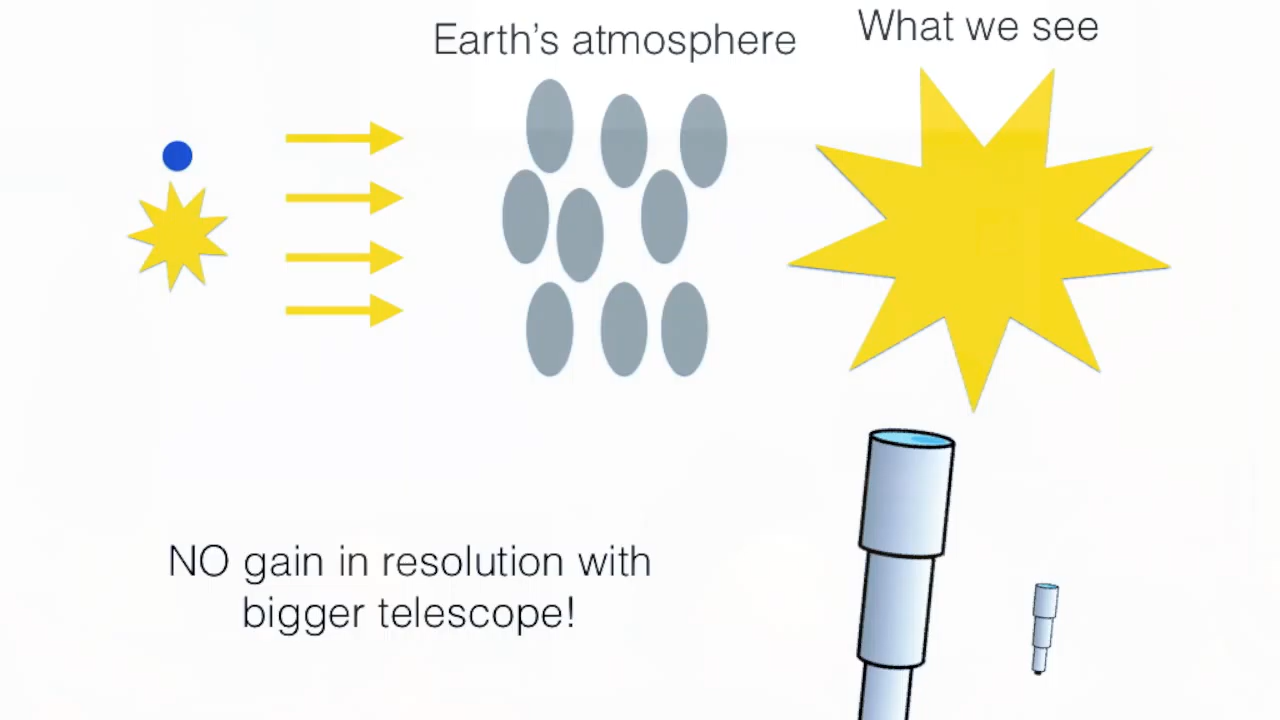 Earth’s atmosphere
What we see
NO gain in resolution with
bigger telescope!